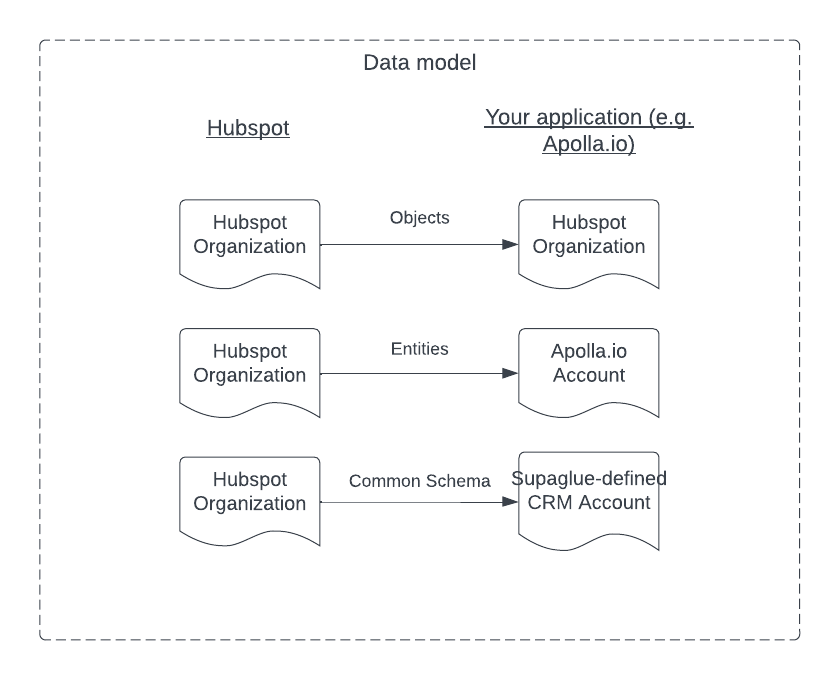 Data model
Hubspot
Your application (e.g.
Apolla.io)
Hubspot
Organization
Objects
Hubspot
Organization
Hubspot
Organization
Entities
Apolla.io
Account
Hubspot
Organization
Common Schema
Supaglue-defined
CRM Account